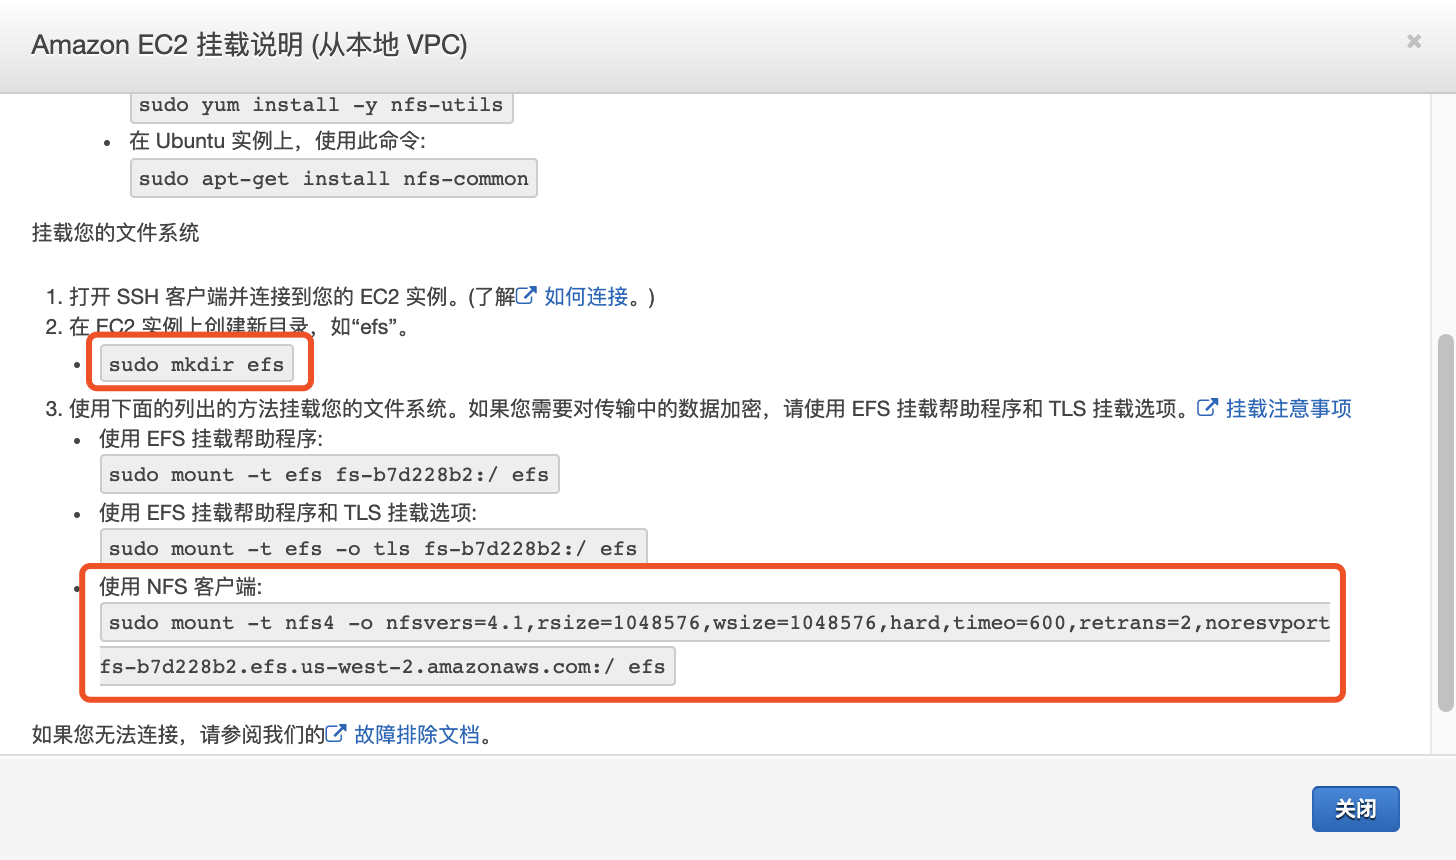 Amazon EC2 挂载说明 (从本地 VPC)
sudo yum install -y nfs-utils
• 在 Ubuntu 实例上，使用此命令:
sudo apt-get install nfs-common
挂载您的文件系统
1. 打开 SSH 客户端并连接到您的 EC2 实例。(了解 如何连接。)
2. 在 EC2 实例上创建新目录，如“efs”。
• sudo mkdir efs
3. 使用下面的列出的方法挂载您的文件系统。如果您需要对传输中的数据加密，请使用 EFS 挂载帮助程序和 TLS 挂载选项。 挂载注意事项
• 使用 EFS 挂载帮助程序:
sudo mount -t efs fs-b7d228b2:/ efs
• 使用 EFS 挂载帮助程序和 TLS 挂载选项:
sudo mount -t efs -o tls fs-b7d228b2:/ efs
• 使用 NFS 客户端:
sudo mount -t nfs4 -o nfsvers=4.1,rsize=1048576,wsize=1048576,hard,timeo=600,retrans=2,noresvport
fs-b7d228b2.efs.us-west-2.amazonaws.com:/ efs
如果您无法连接，请参阅我们的 故障排除文档。
关闭